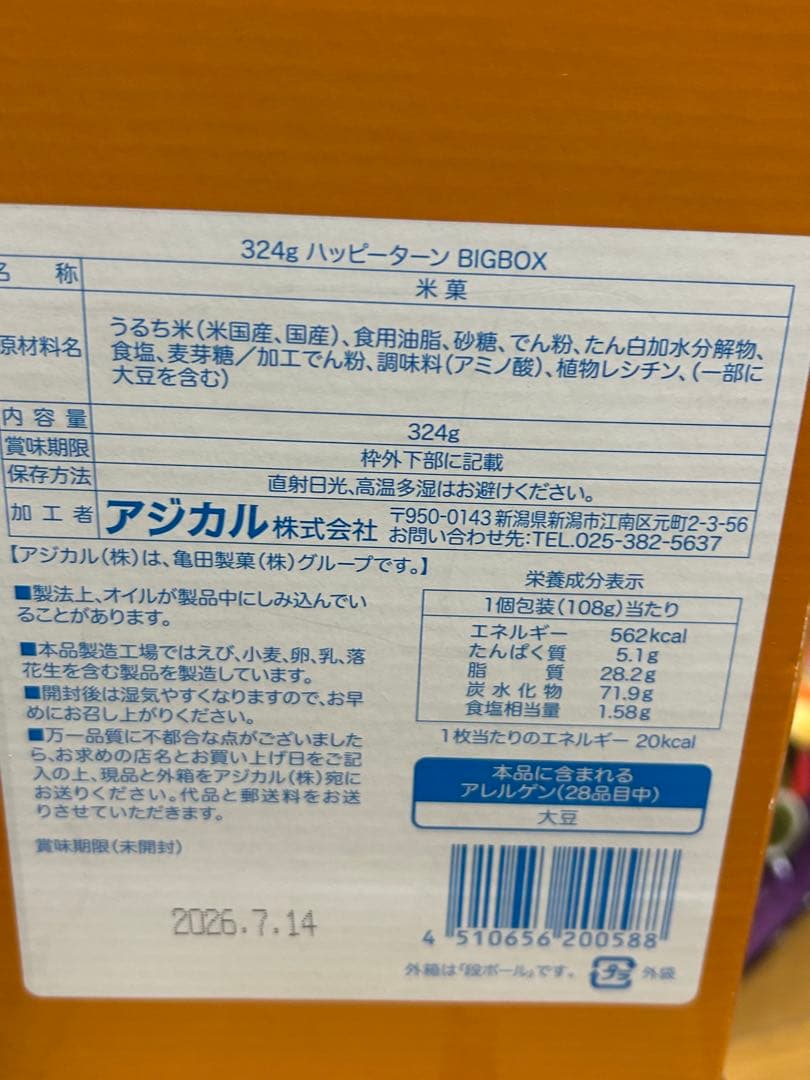 324g ハッピーターン BIGBOX
名 称 米 菓
原材料名 うるち米(米国産、国産)、食用油脂、砂糖、でん粉、たん白加水分解物、
食塩、麦芽糖／加工でん粉、調味料(アミノ酸)、植物レシチン、(一部に
大豆を含む)
内 容 量 324g
賞味期限 枠外下部に記載
保存方法 直射日光、高温多湿はお避けください。
加 工 者 アジカル株式会社 〒950-0143 新潟県新潟市江南区元町2-3-56
お問い合わせ先:TEL.025-382-5637
【アジカル(株)は、亀田製菓(株)グループです。】
■製法上、オイルが製品中にしみ込んでい
ることがあります。
■本品製造工場ではえび、小麦、卵、乳、落
花生を含む製品を製造しています。
■開封後は湿気やすくなりますので、お早
めにお召し上がりください。
■万一品質に不都合な点がございました
ら、お求めの店名とお買い上げ日をご記
入の上、現品と外箱をアジカル(株)宛に
お送りください。代品と郵送料をお送
りさせていただきます。
賞味期限(未開封)
2026.7.14
栄養成分表示
1個包装(108g)当たり
エネルギー 562kcal
たんぱく質 5.1g
脂 質 28.2g
炭水化物 71.9g
食塩相当量 1.58g
1枚当たりのエネルギー 20kcal
本品に含まれる
アレルゲン(28品目中)
大豆
4 510656 200588
外箱は「段ボール」です。 プラ 外袋